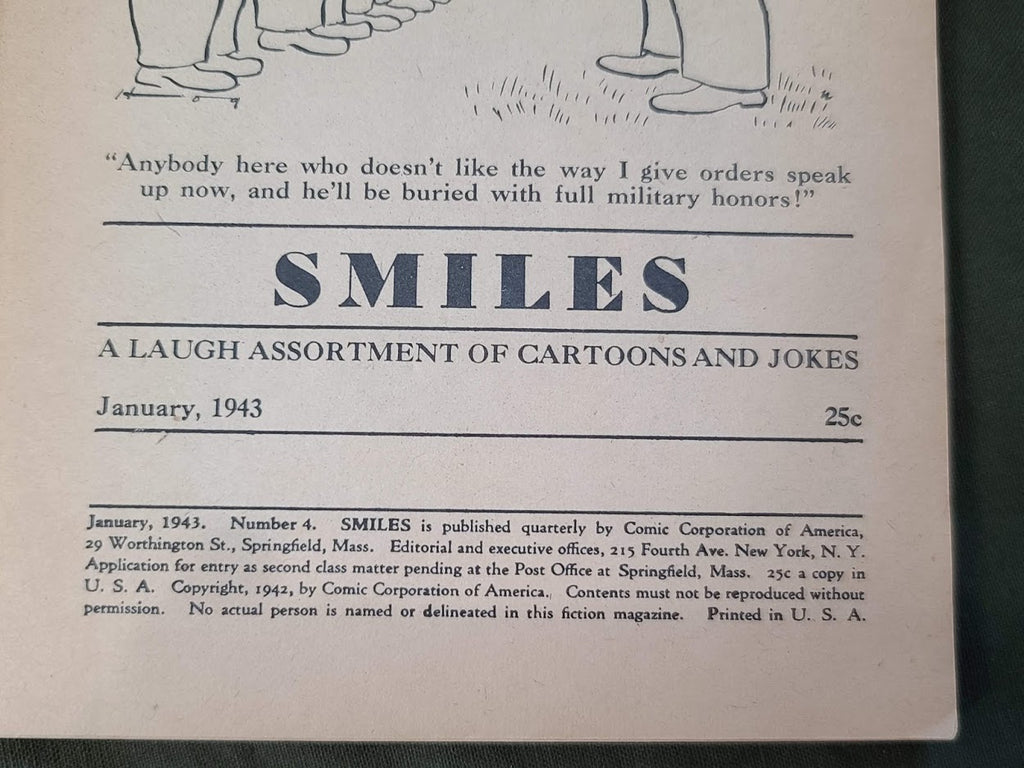 “Anybody here who doesn’t like the way I give orders speak
up now, and he’ll be buried with full military honors!”
SMILES
A LAUGH ASSORTMENT OF CARTOONS AND JOKES
January, 1943 25c
January, 1943. Number 4. SMILES is published quarterly by Comic Corporation of America,
29 Worthington St., Springfield, Mass. Editorial and executive offices, 215 Fourth Ave. New York, N. Y.
Application for entry as second class matter pending at the Post Office at Springfield, Mass. 25c a copy in
U. S. A. Copyright, 1942, by Comic Corporation of America. Contents must not be reproduced without
permission. No actual person is named or delineated in this fiction magazine. Printed in U. S. A.